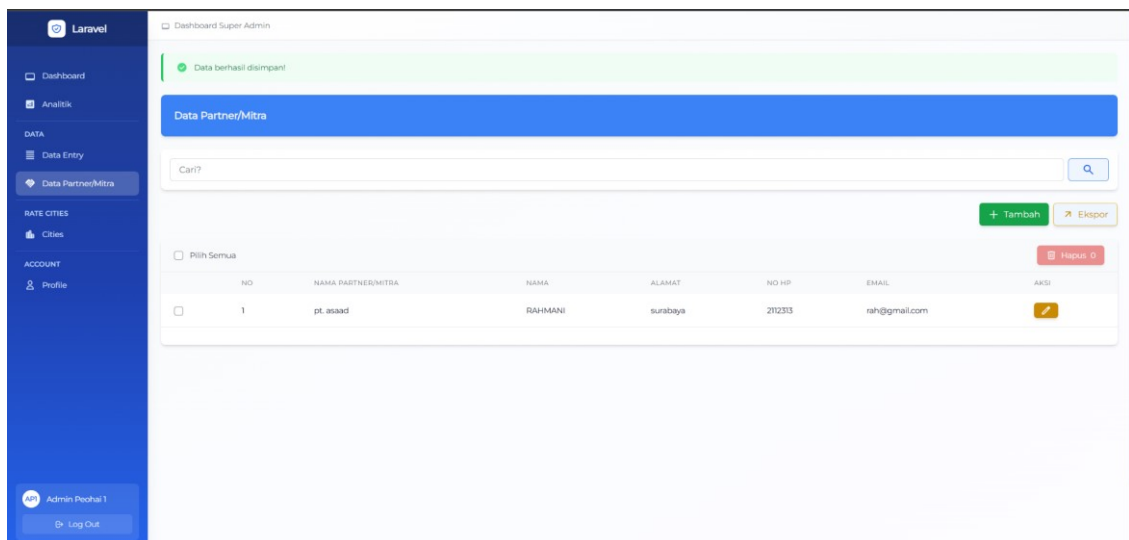 Laravel
Dashboard
Analitik
DATA
Data Entry
Data Partner/Mitra
RATE CITIES
Cities
ACCOUNT
Profile
AP1 Admin Peohai 1
Log Out
Dashboard Super Admin
Data berhasil disimpan!
Data Partner/Mitra
Cari?
+ Tambah Ekspor
Pilih Semua Hapus 0
NO NAMA PARTNER/MITRA NAMA ALAMAT NO HP EMAIL AKSI
1 pt. asaad RAHMANI surabaya 2112313 rah@gmail.com